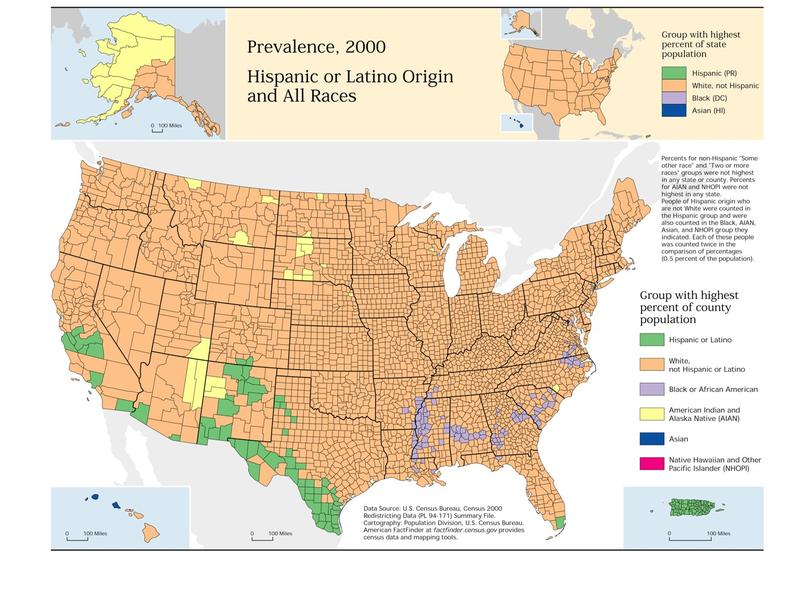 Prevalence, 2000
Hispanic or Latino Origin
and All Races
0 100 Miles
Group with highest
percent of state
population
Hispanic (PR)
White, not Hispanic
Black (DC)
Asian (HI)
Percents for non-Hispanic "Some
other race" and "Two or more
races" groups were not highest
in any state or county. Percents
for AIAN and NHOPI were not
highest in any state.
People of Hispanic origin who
are not White were counted in
the Hispanic group and were
also counted in the Black, AIAN,
Asian, and NHOPI group they
indicated. Each of these people
was counted twice in the
comparison of percentages
(0.5 percent of the population).
Group with highest
percent of county
population
Hispanic or Latino
White,
not Hispanic or Latino
Black or African American
American Indian and
Alaska Native (AIAN)
Asian
Native Hawaiian and Other
Pacific Islander (NHOPI)
0 100 Miles
0 100 Miles
Data Source: U.S. Census Bureau, Census 2000
Redistricting Data (PL 94-171) Summary File.
Cartography: Population Division, U.S. Census Bureau.
American FactFinder at factfinder.census.gov provides
census data and mapping tools.
0 100 Miles